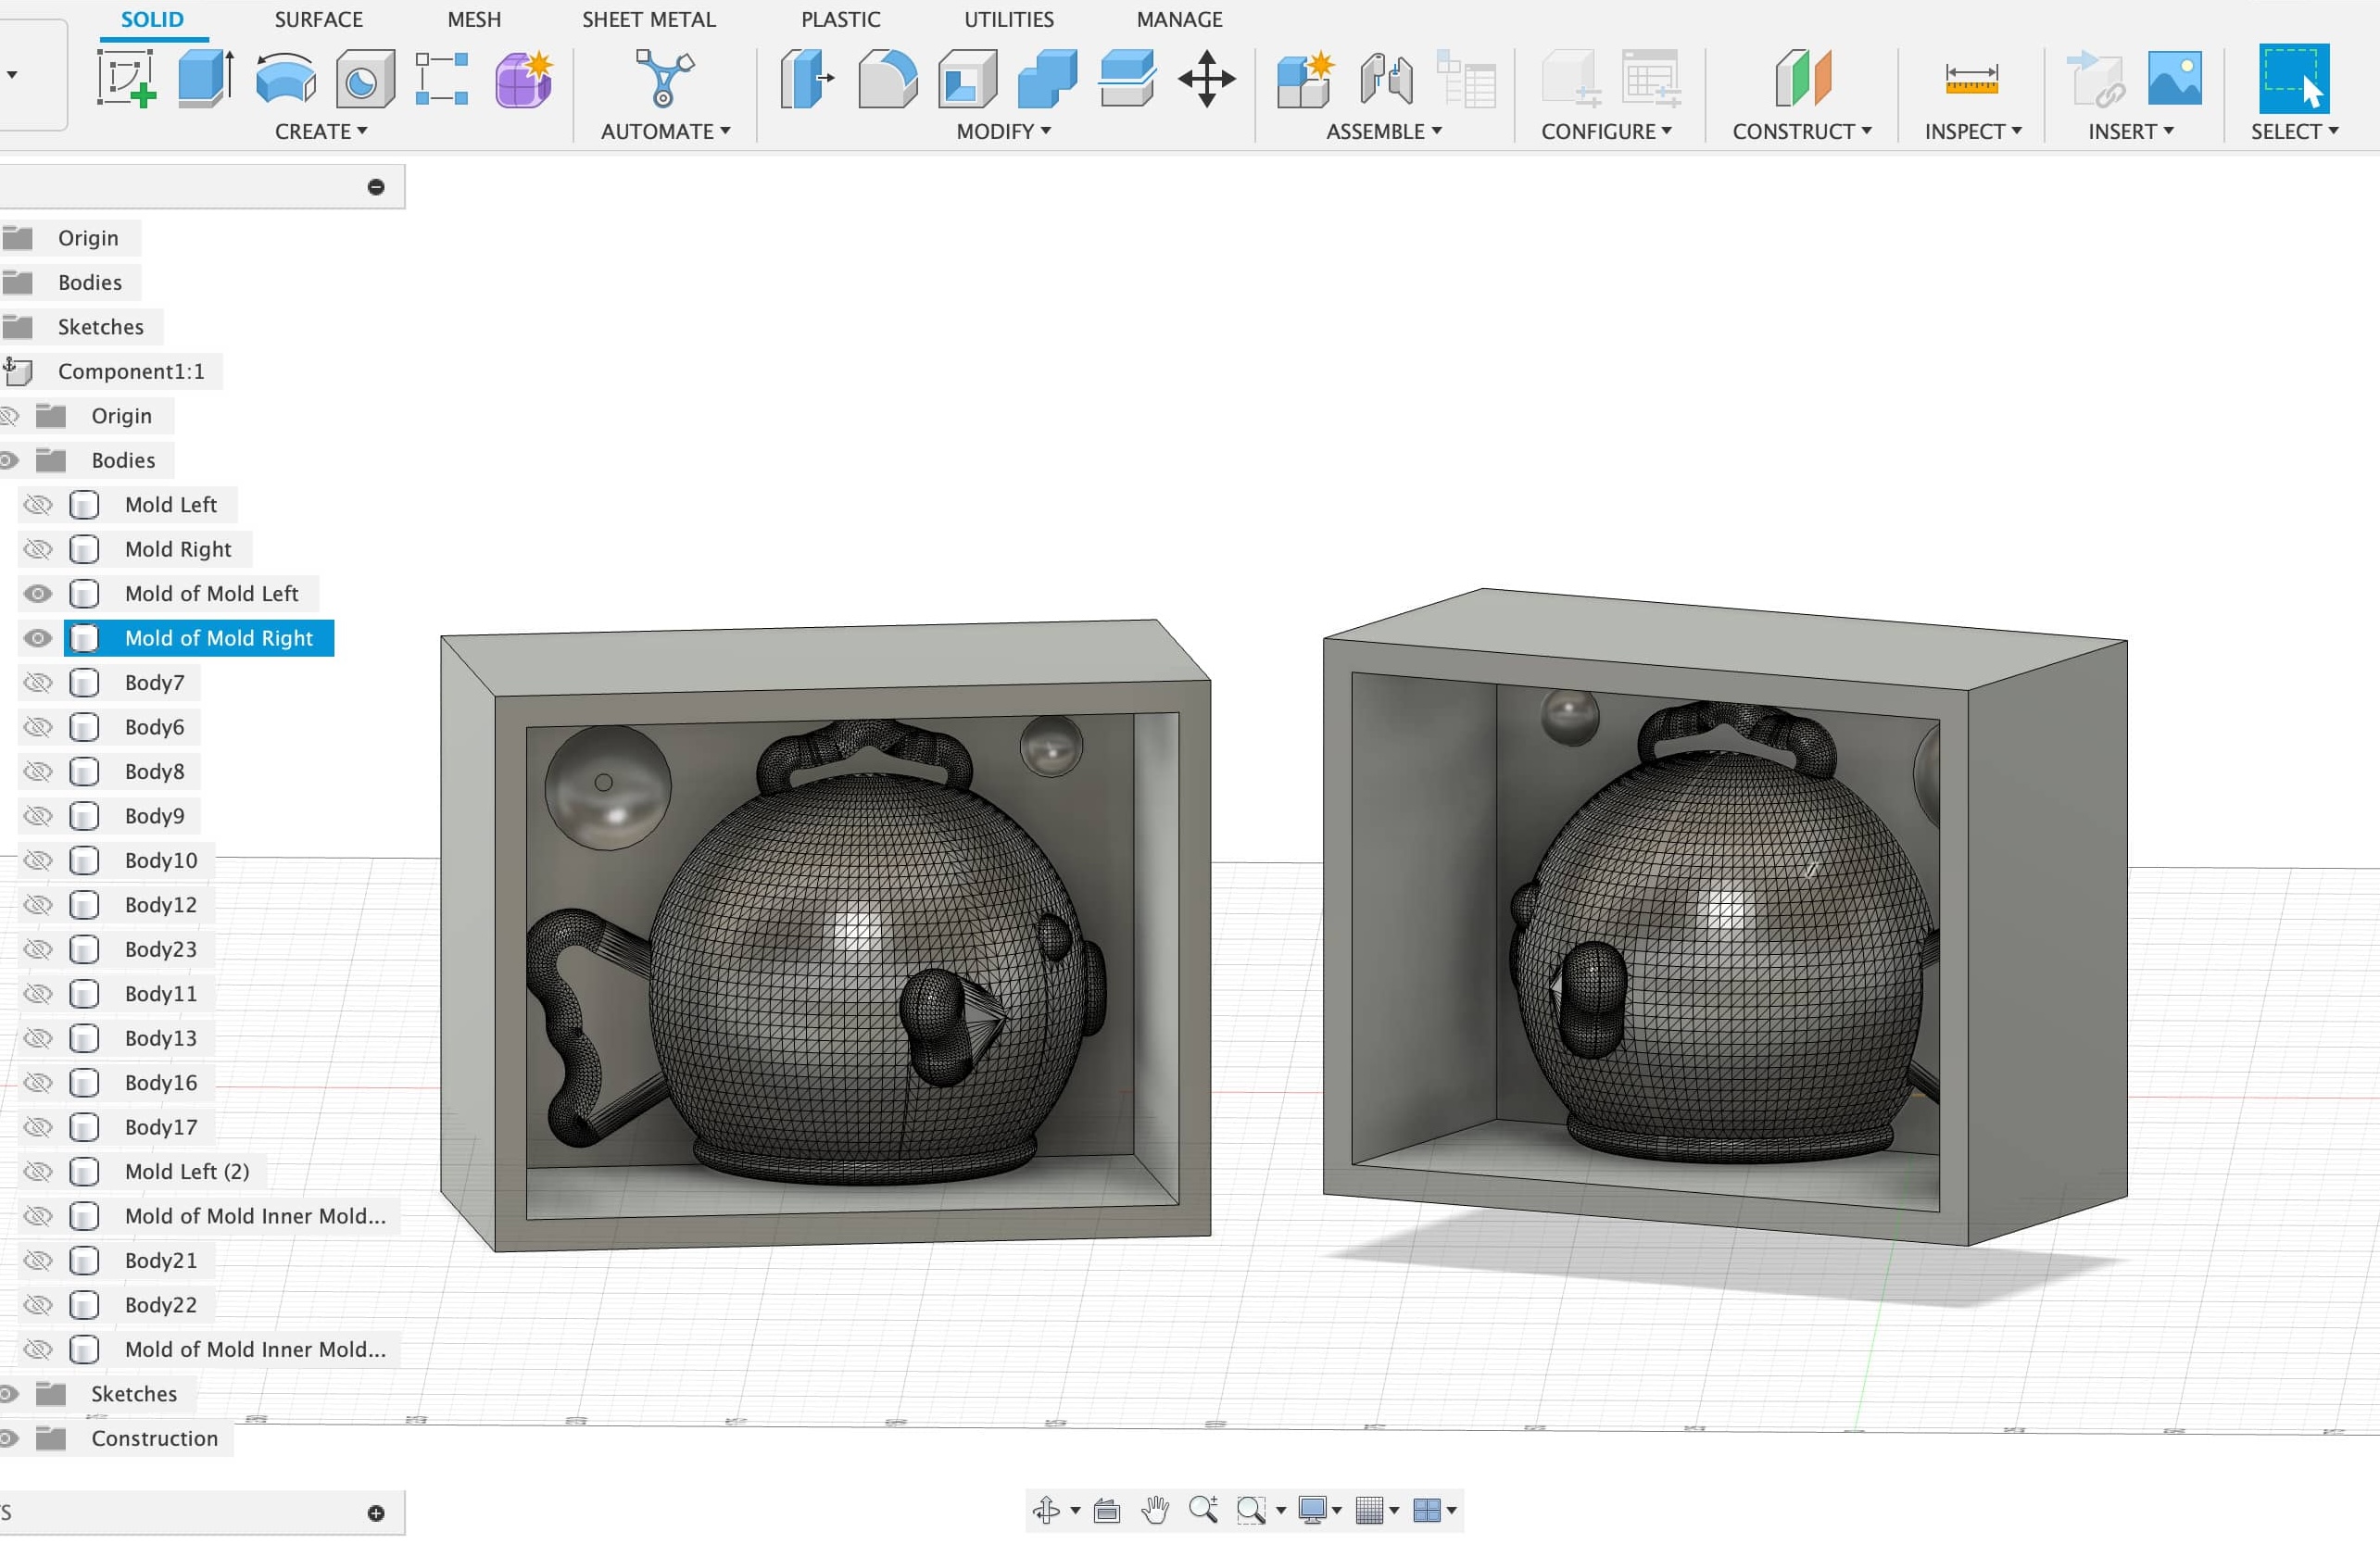 SOLID SURFACE MESH SHEET METAL PLASTIC UTILITIES MANAGE
CREATE AUTOMATE MODIFY ASSEMBLE CONFIGURE CONSTRUCT INSPECT INSERT SELECT
Origin
Bodies
Sketches
Component1:1
Origin
Bodies
Mold Left
Mold Right
Mold of Mold Left
Mold of Mold Right
Body7
Body6
Body8
Body9
Body10
Body12
Body23
Body11
Body13
Body16
Body17
Mold Left (2)
Mold of Mold Inner Mold...
Body21
Body22
Mold of Mold Inner Mold...
Sketches
Construction